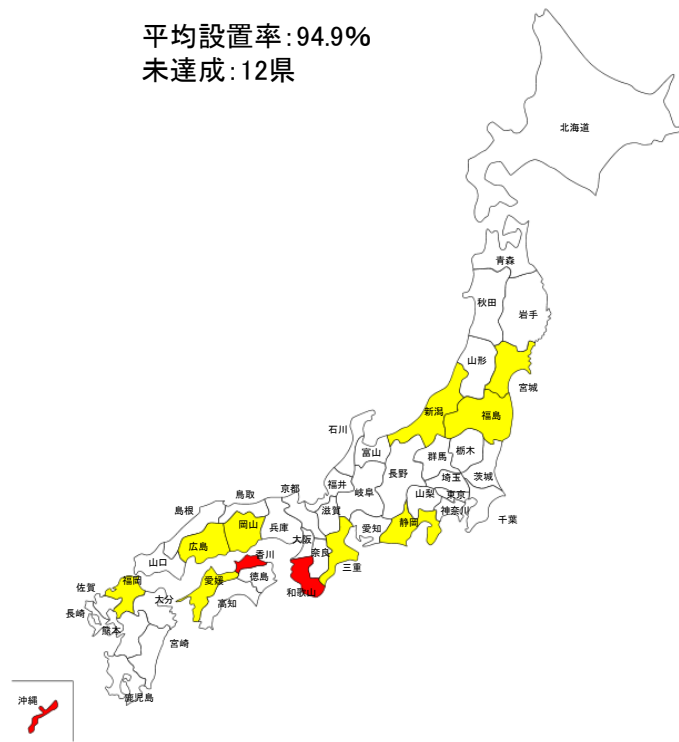 平均設置率:94.9%
未達成:12県
北海道
青森
秋田
岩手
山形
宮城
新潟
福島
石川
富山
群馬
栃木
福井
岐阜
長野
埼玉
茨城
山梨
東京
神奈川
千葉
京都
滋賀
愛知
静岡
鳥取
島根
岡山
兵庫
大阪
奈良
三重
広島
山口
香川
徳島
和歌山
愛媛
高知
福岡
佐賀
大分
長崎
熊本
宮崎
鹿児島
沖縄